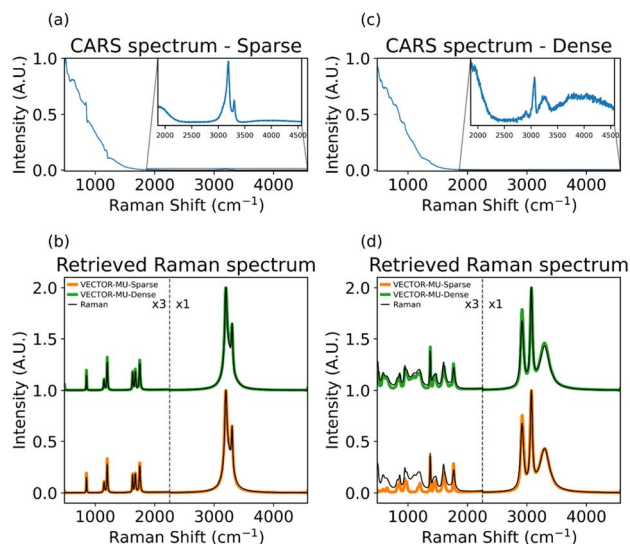 (a)
CARS spectrum - Sparse
Intensity (A.U.)
1.0
0.5
0.0
2000 2500 3000 3500 4000 4500
1000 2000 3000 4000
Raman Shift (cm⁻¹)
(c)
CARS spectrum - Dense
Intensity (A.U.)
1.0
0.5
0.0
2000 2500 3000 3500 4000 4500
1000 2000 3000 4000
Raman Shift (cm⁻¹)
(b)
Retrieved Raman spectrum
VECTOR-MU-Sparse
VECTOR-MU-Dense
Raman
x3 x1
Intensity (A.U.)
2.0
1.5
1.0
0.5
0.0
1000 2000 3000 4000
Raman Shift (cm⁻¹)
(d)
Retrieved Raman spectrum
VECTOR-MU-Sparse
VECTOR-MU-Dense
Raman
x3 x1
Intensity (A.U.)
2.0
1.5
1.0
0.5
0.0
1000 2000 3000 4000
Raman Shift (cm⁻¹)